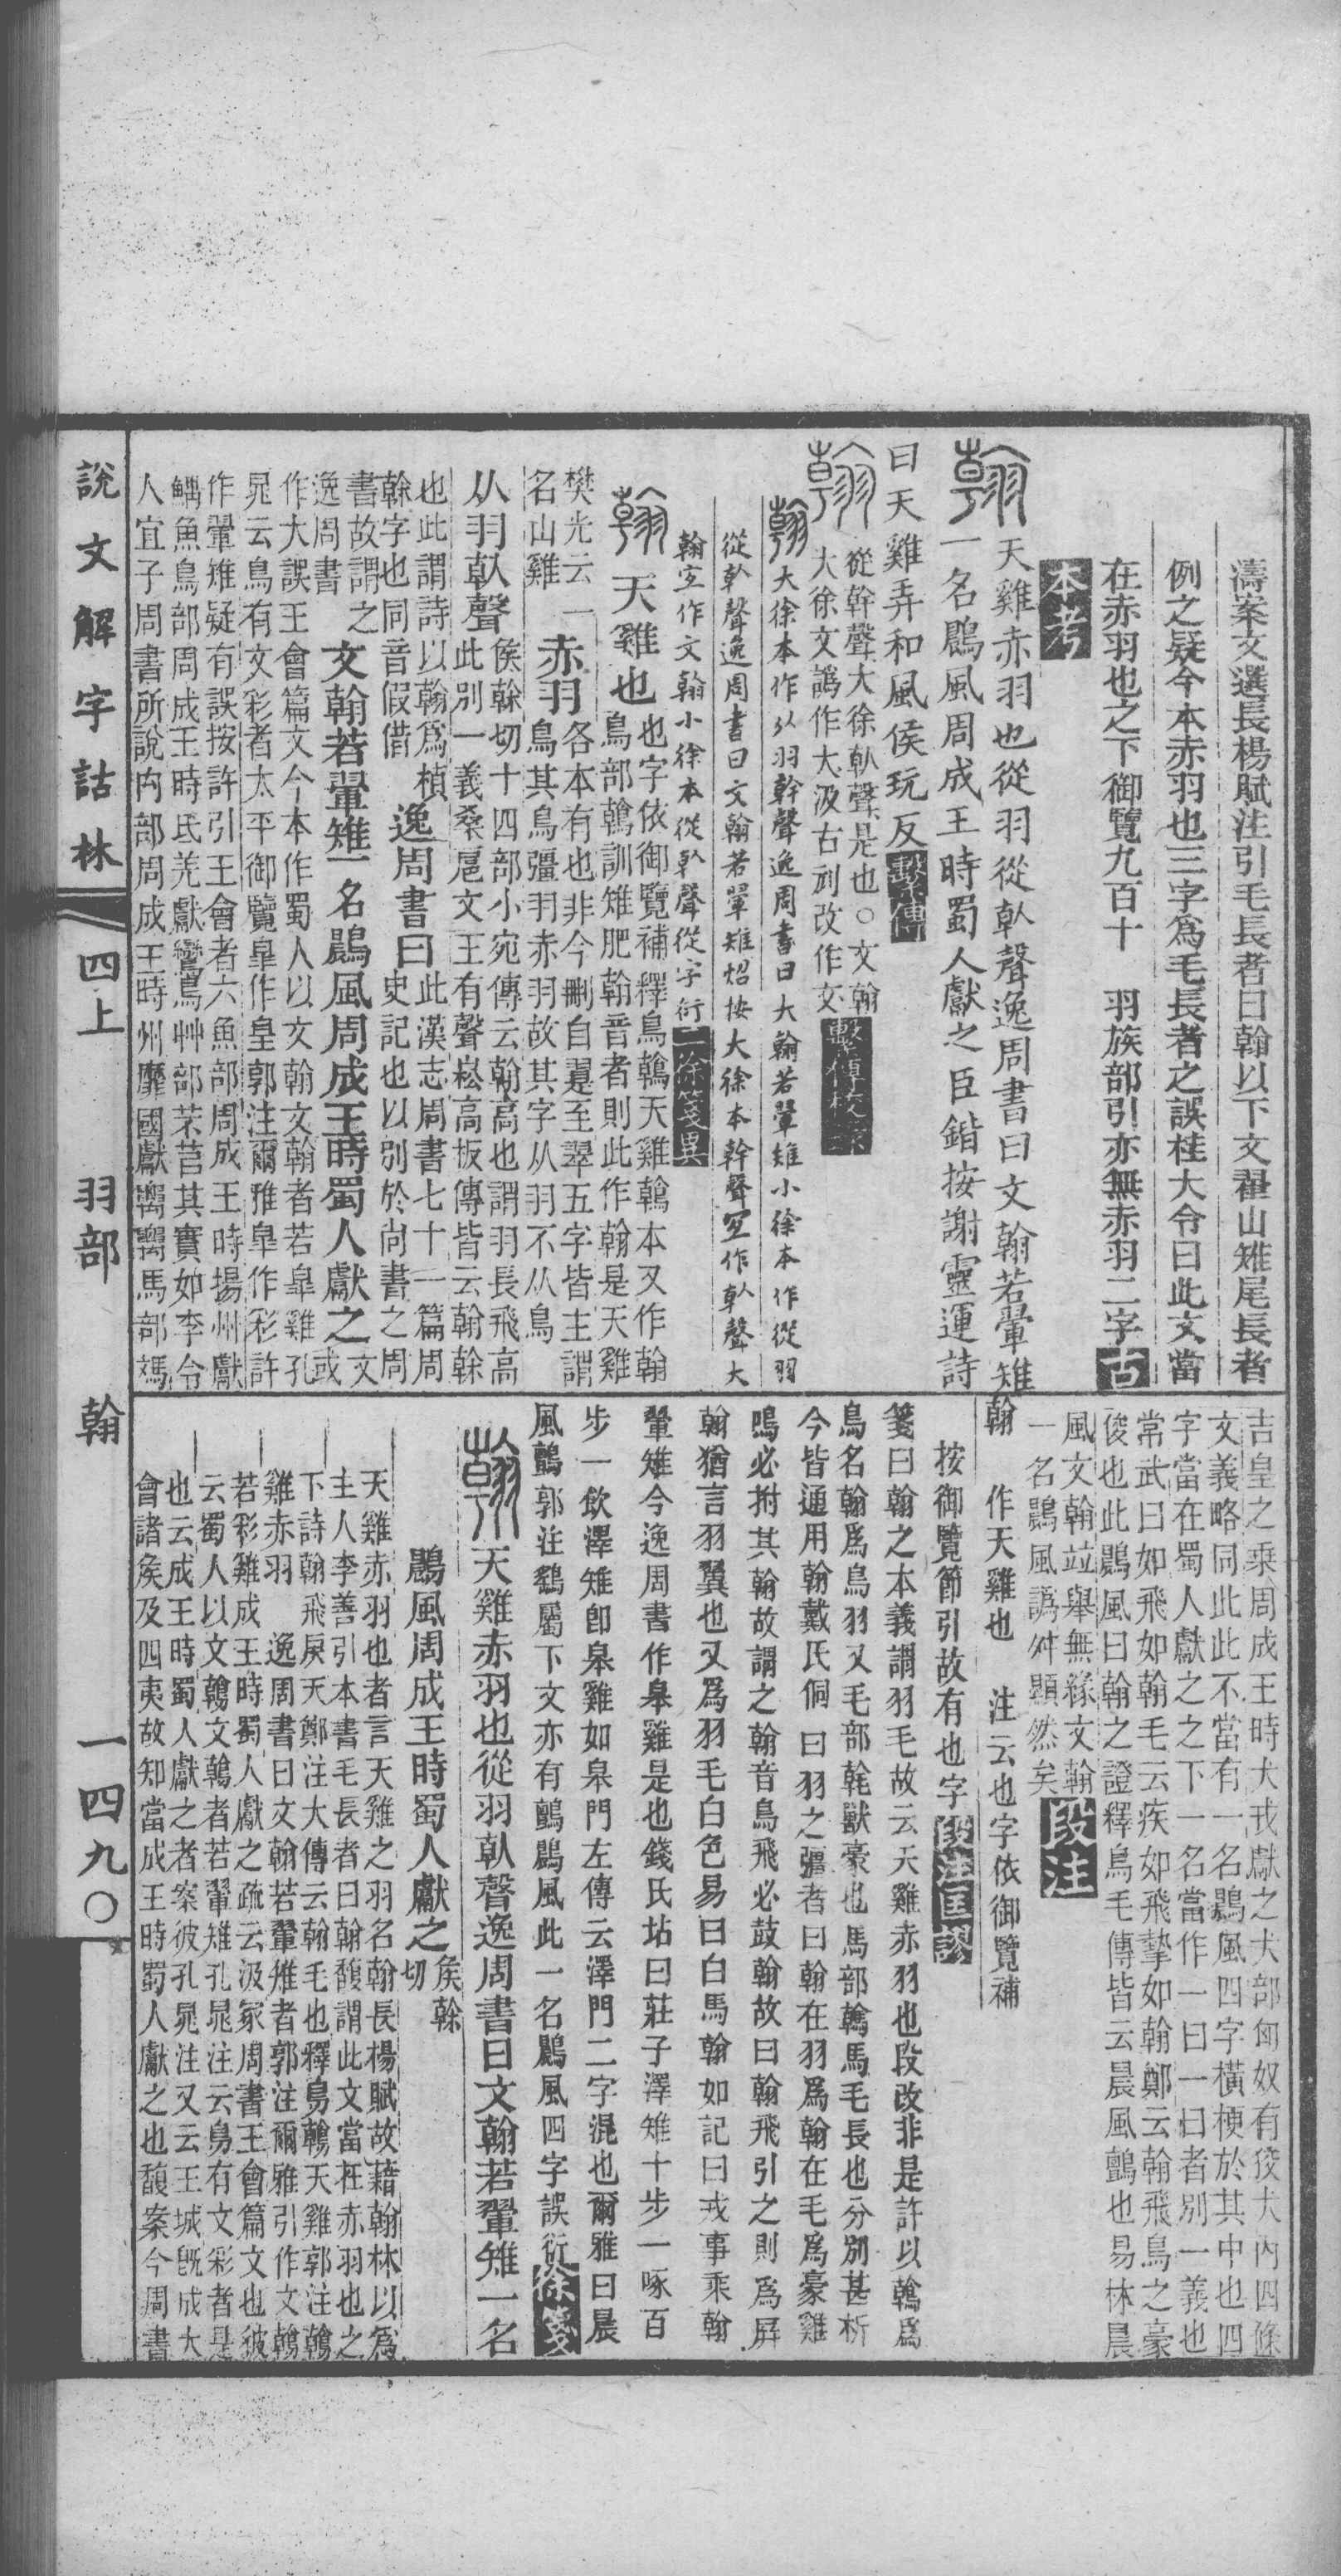 濤案文選長楊賦注引毛長者曰翰以下文翟山雉尾長者
例之疑今本赤羽也三字爲毛長者之誤桂大令曰此文當
在赤羽也之下御覽九百十 羽族部引亦無赤羽二字古
本考
翰天雞赤羽也從羽從倝聲逸周書曰文翰若翬雉
一名鷐風周成王時蜀人獻之臣鍇按謝靈運詩
曰天雞弄和風侯玩反繫傳
翰從幹聲大徐倝聲是也○文翰
大徐文譌作大汲古刓改作文
翰大徐本作从羽幹聲逸周書曰大翰若翬雉小徐本作從羽
從倝聲逸周書曰文翰若翬雉炤按大徐本幹聲宜作倝聲大
翰宜作文翰小徐本從倝聲從字衍二徐箋異
翰天雞也
也字依御覽補釋鳥鶾天雞鶾本又作翰
鳥部鶾訓雉肥翰音者則此作翰是天雞
樊光云一
名山雞
赤羽
各本有也非今刪自翟至翠五字皆主謂
鳥其鳥彊羽赤羽故其字从羽不从鳥
从羽倝聲
侯榦切十四部小宛傳云翰高也謂羽長飛高
此別一義桑扈文王有聲崧高板傳皆云翰榦
也此謂詩以翰爲楨
榦字也同音假借
逸周書曰
此漢志周書七十一篇周
史記也以別於尙書之周
書故謂之
逸周書
文翰若翬雉一名鷐風周成王時蜀人獻之
文
或
作大誤王會篇文今本作蜀人以文翰文翰者若皐雞孔
晁云鳥有文彩者太平御覽皐作皇郭注爾雅皐作彩許
作翬雉疑有誤按許引王會者六魚部周成王時揚州獻
鰅魚鳥部周成王時氐羌獻鸞鳥艸部芣苢其實如李令
人宜子周書所說禸部周成王時州靡國獻𥝋𥝋馬部媽
吉皇之乘周成王時犬戎獻之犬部匈奴有狡犬內四條
文義略同此此不當有一名鷐風四字橫梗於其中也四
字當在蜀人獻之之下一名當作一曰一曰者別一義也
常武曰如飛如翰毛云疾如飛摯如翰鄭云翰飛鳥之豪
俊也此鷐風曰翰之證釋鳥毛傳皆云晨風鸇也易林晨
風文翰竝舉無緣文翰
一名鷐風譌舛顯然矣
段注
翰 作天雞也 注云也字依御覽補
按御覽節引故有也字段注匡謬
箋曰翰之本義謂羽毛故云天雞赤羽也段改非是許以鶾爲
鳥名翰爲鳥羽又毛部㲦獸豪也馬部鶾馬毛長也分別甚析
今皆通用翰戴氏侗曰羽之彊者曰翰在羽爲翰在毛爲豪雞
鳴必拊其翰故謂之翰音鳥飛必鼓翰故曰翰飛引之則爲屛
翰猶言羽翼也又爲羽毛白色易曰白馬翰如記曰戎事乘翰
翬雉今逸周書作皋雞是也錢氏坫曰莊子澤雉十步一啄百
步一飲澤雉卽皋雞如皋門左傳云澤門二字混也爾雅曰晨
風鸇郭注鷂屬下文亦有鸇鷐風此一名鷐風四字誤衍徐箋
翰天雞赤羽也從羽倝聲逸周書曰文翰若翬雉一名
鷐風周成王時蜀人獻之
矦榦
切
天雞赤羽也者言天雞之羽名翰長楊賦故藉翰林以爲
主人李善引本書毛長者曰翰馥謂此文當在赤羽也之
下詩翰飛戾天鄭注大傳云翰毛也釋鳥鶾天雞郭注鶾
雞赤羽 逸周書曰文翰若翬雉者郭注爾雅引作文鶾
若彩雞成王時蜀人獻之疏云汲冢周書王會篇文也彼
云蜀人以文鶾文鶾者若翬雉孔晁注云鳥有文彩者是
也云成王時蜀人獻之者案彼孔晁注又云王城旣成大
會諸矦及四夷故知當成王時蜀人獻之也馥案今周書
說文解字詁林 四上 羽部 翰 一四九〇